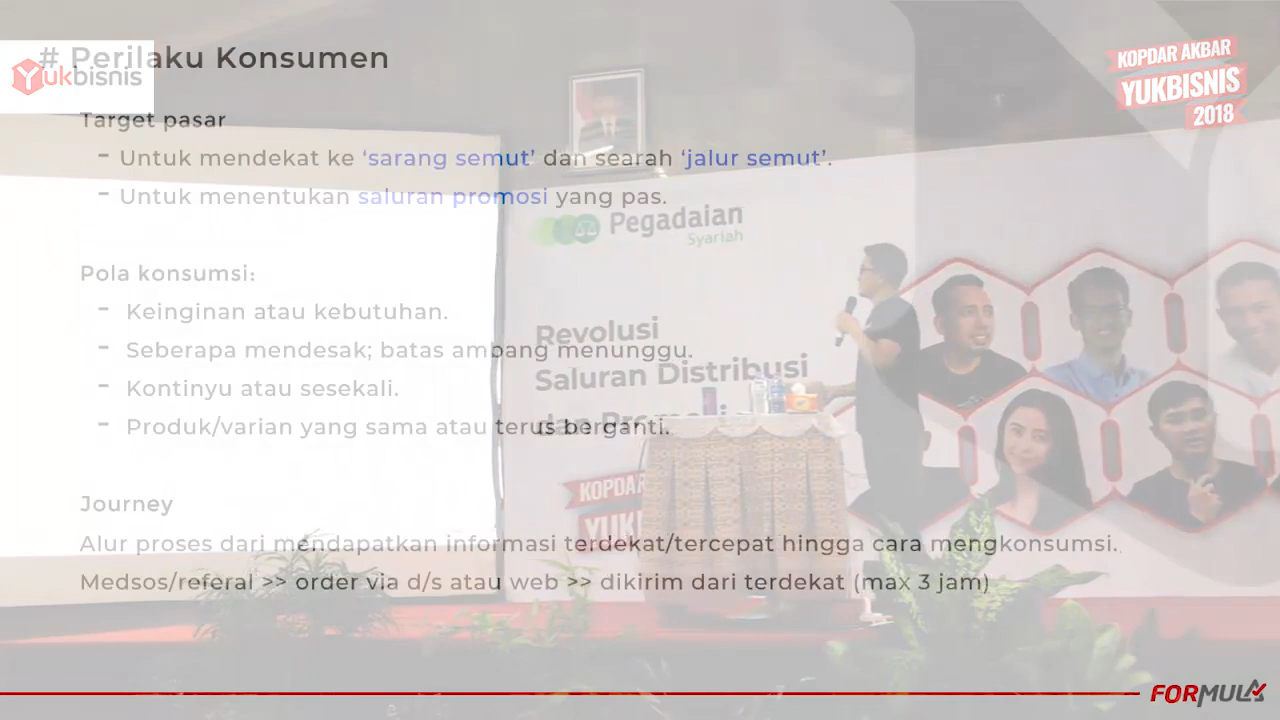 # Perilaku Konsumen
Yukbisnis
KOPDAR AKBAR
YUKBISNIS
2018
Target pasar
- Untuk mendekat ke ‘sarang semut’ dan searah ‘jalur semut’.
- Untuk menentukan saluran promosi yang pas.
Pegadaian
Syariah
Pola konsumsi:
- Keinginan atau kebutuhan.
- Seberapa mendesak; batas ambang menunggu.
- Kontinyu atau sesekali.
- Produk/varian yang sama atau terus berganti.
Revolusi
Saluran Distribusi
dan Promosi
KOPDAR
YUK
Journey
Alur proses dari mendapatkan informasi terdekat/tercepat hingga cara mengkonsumsi.
Medsos/referal >> order via d/s atau web >> dikirim dari terdekat (max 3 jam)
FORMULA